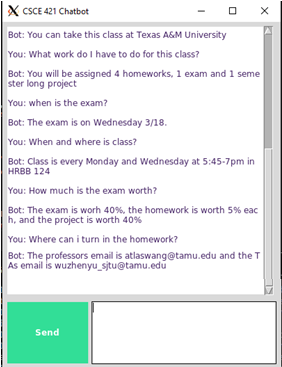 CSCE 421 Chatbot
Bot: You can take this class at Texas A&M University
You: What work do I have to do for this class?
Bot: You will be assigned 4 homeworks, 1 exam and 1 seme
ster long project
You: when is the exam?
Bot: The exam is on Wednesday 3/18.
You: When and where is class?
Bot: Class is every Monday and Wednesday at 5:45-7pm in
HRBB 124
You: How much is the exam worth?
Bot: The exam is worh 40%, the homework is worth 5% eac
h, and the project is worth 40%
You: Where can i turn in the homework?
Bot: The professors email is atlaswang@tamu.edu and the T
As email is wuzhenyu_sjtu@tamu.edu
Send